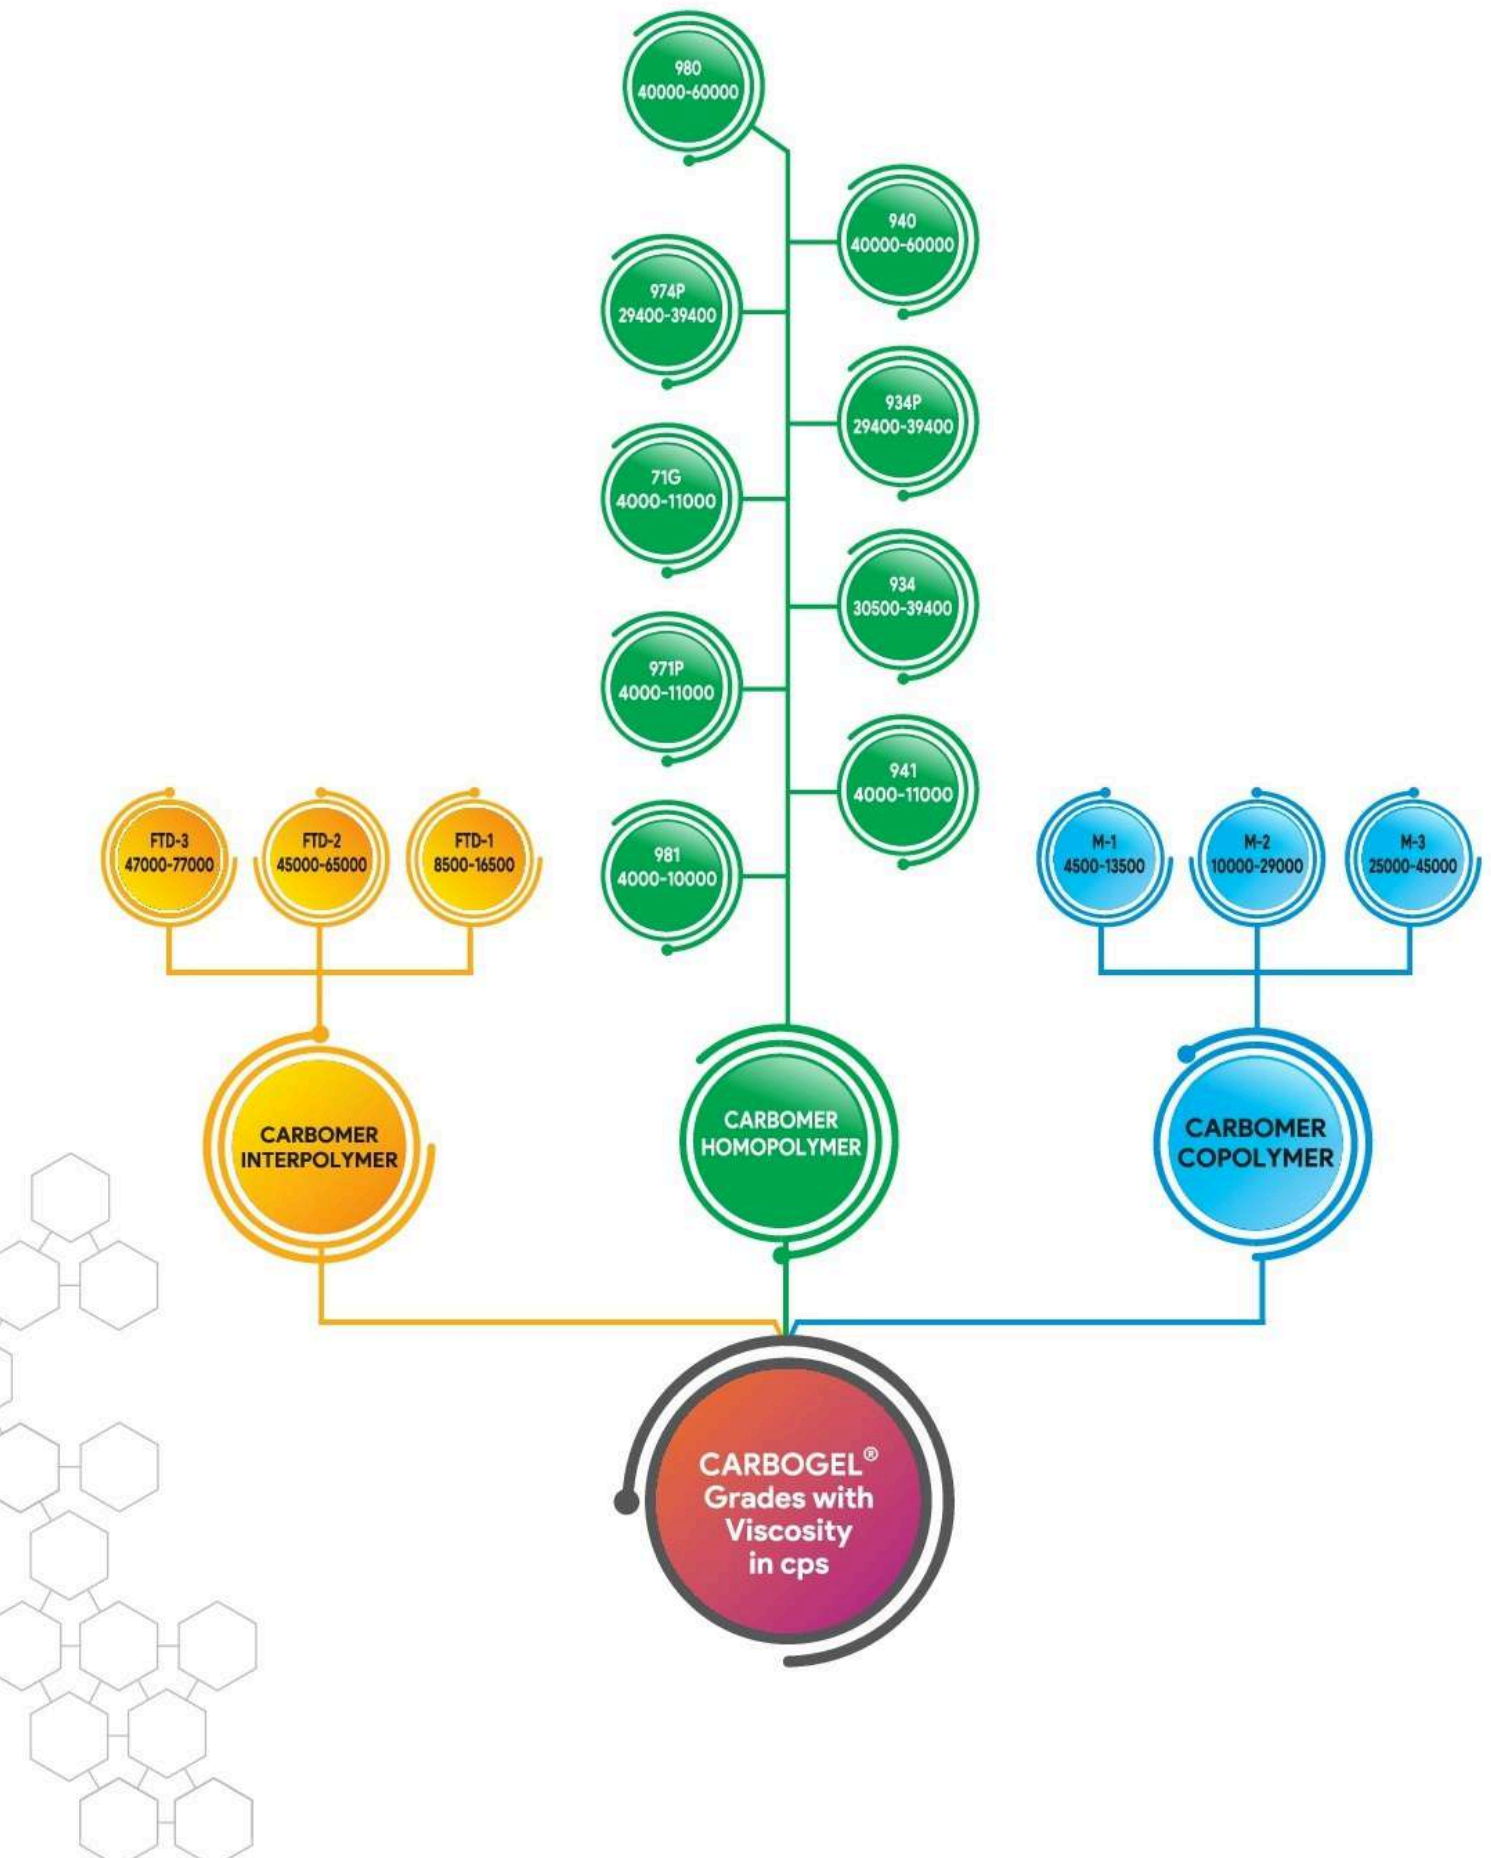 980
40000-60000
940
40000-60000
974P
29400-39400
934P
29400-39400
71G
4000-11000
934
30500-39400
971P
4000-11000
941
4000-11000
981
4000-10000
FTD-3
47000-77000
FTD-2
45000-65000
FTD-1
8500-16500
M-1
4500-13500
M-2
10000-29000
M-3
25000-45000
CARBOMER
INTERPOLYMER
CARBOMER
HOMOPOLYMER
CARBOMER
COPOLYMER
CARBOGEL®
Grades with
Viscosity
in cps